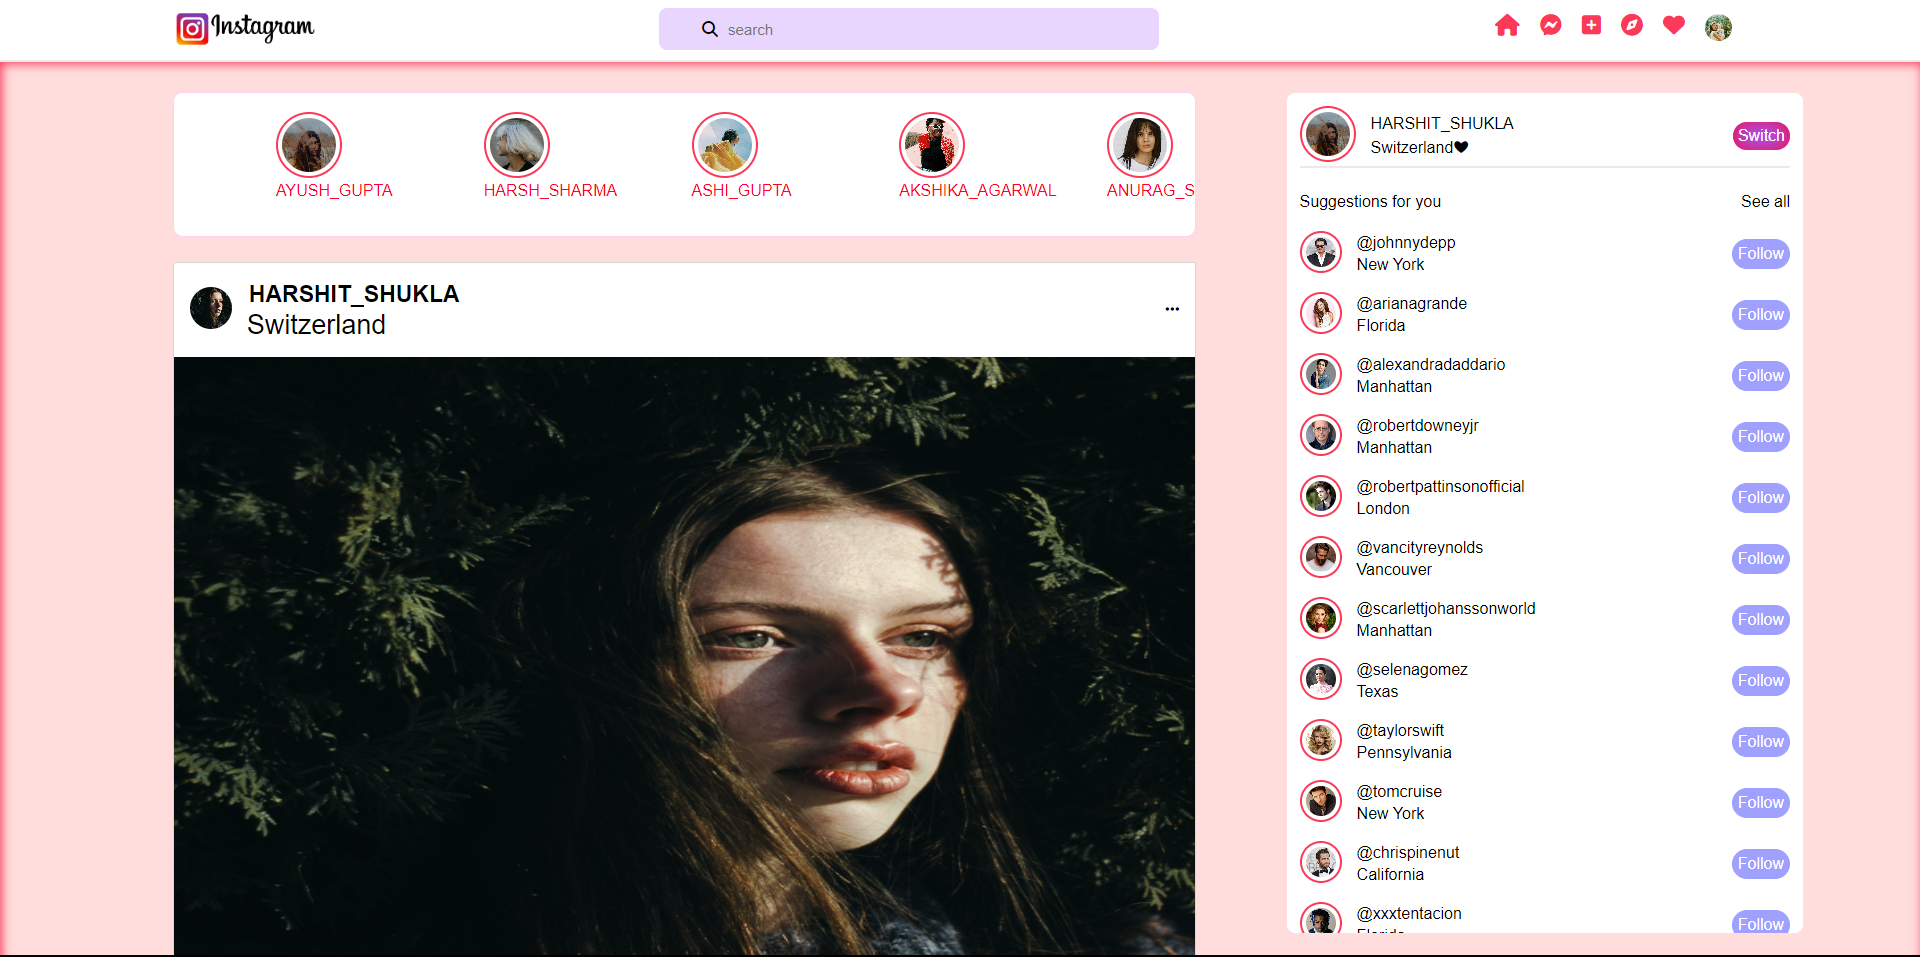 Instagram
search
AYUSH_GUPTA
HARSH_SHARMA
ASHI_GUPTA
AKSHIKA_AGARWAL
ANURAG_S
HARSHIT_SHUKLA
Switzerland
HARSHIT_SHUKLA
Switzerland
Switch
Suggestions for you
See all
@johnnydepp
New York
Follow
@arianagrande
Florida
Follow
@alexandradaddario
Manhattan
Follow
@robertdowneyjr
Manhattan
Follow
@robertpattinsonofficial
London
Follow
@vancityreynolds
Vancouver
Follow
@scarlettjohanssonworld
Manhattan
Follow
@selenagomez
Texas
Follow
@taylorswift
Pennsylvania
Follow
@tomcruise
New York
Follow
@chrispinenut
California
Follow
@xxxtentacion
Florida
Follow